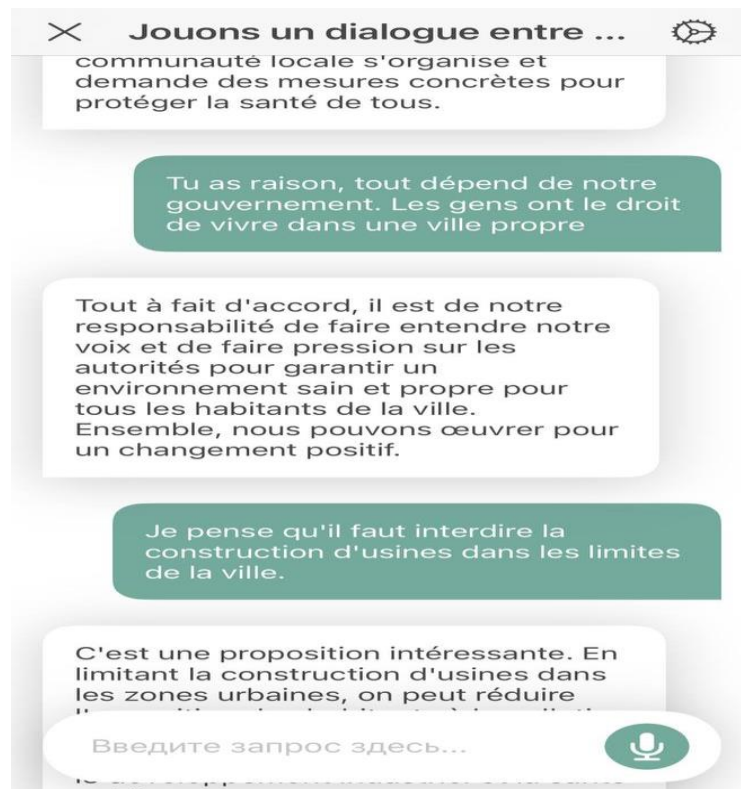 Jouons un dialogue entre ...
communauté locale s'organise et
demande des mesures concrètes pour
protéger la santé de tous.
Tu as raison, tout dépend de notre
gouvernement. Les gens ont le droit
de vivre dans une ville propre
Tout à fait d'accord, il est de notre
responsabilité de faire entendre notre
voix et de faire pression sur les
autorités pour garantir un
environnement sain et propre pour
tous les habitants de la ville.
Ensemble, nous pouvons œuvrer pour
un changement positif.
Je pense qu'il faut interdire la
construction d'usines dans les limites
de la ville.
C'est une proposition intéressante. En
limitant la construction d'usines dans
les zones urbaines, on peut réduire
Введите запрос здесь...